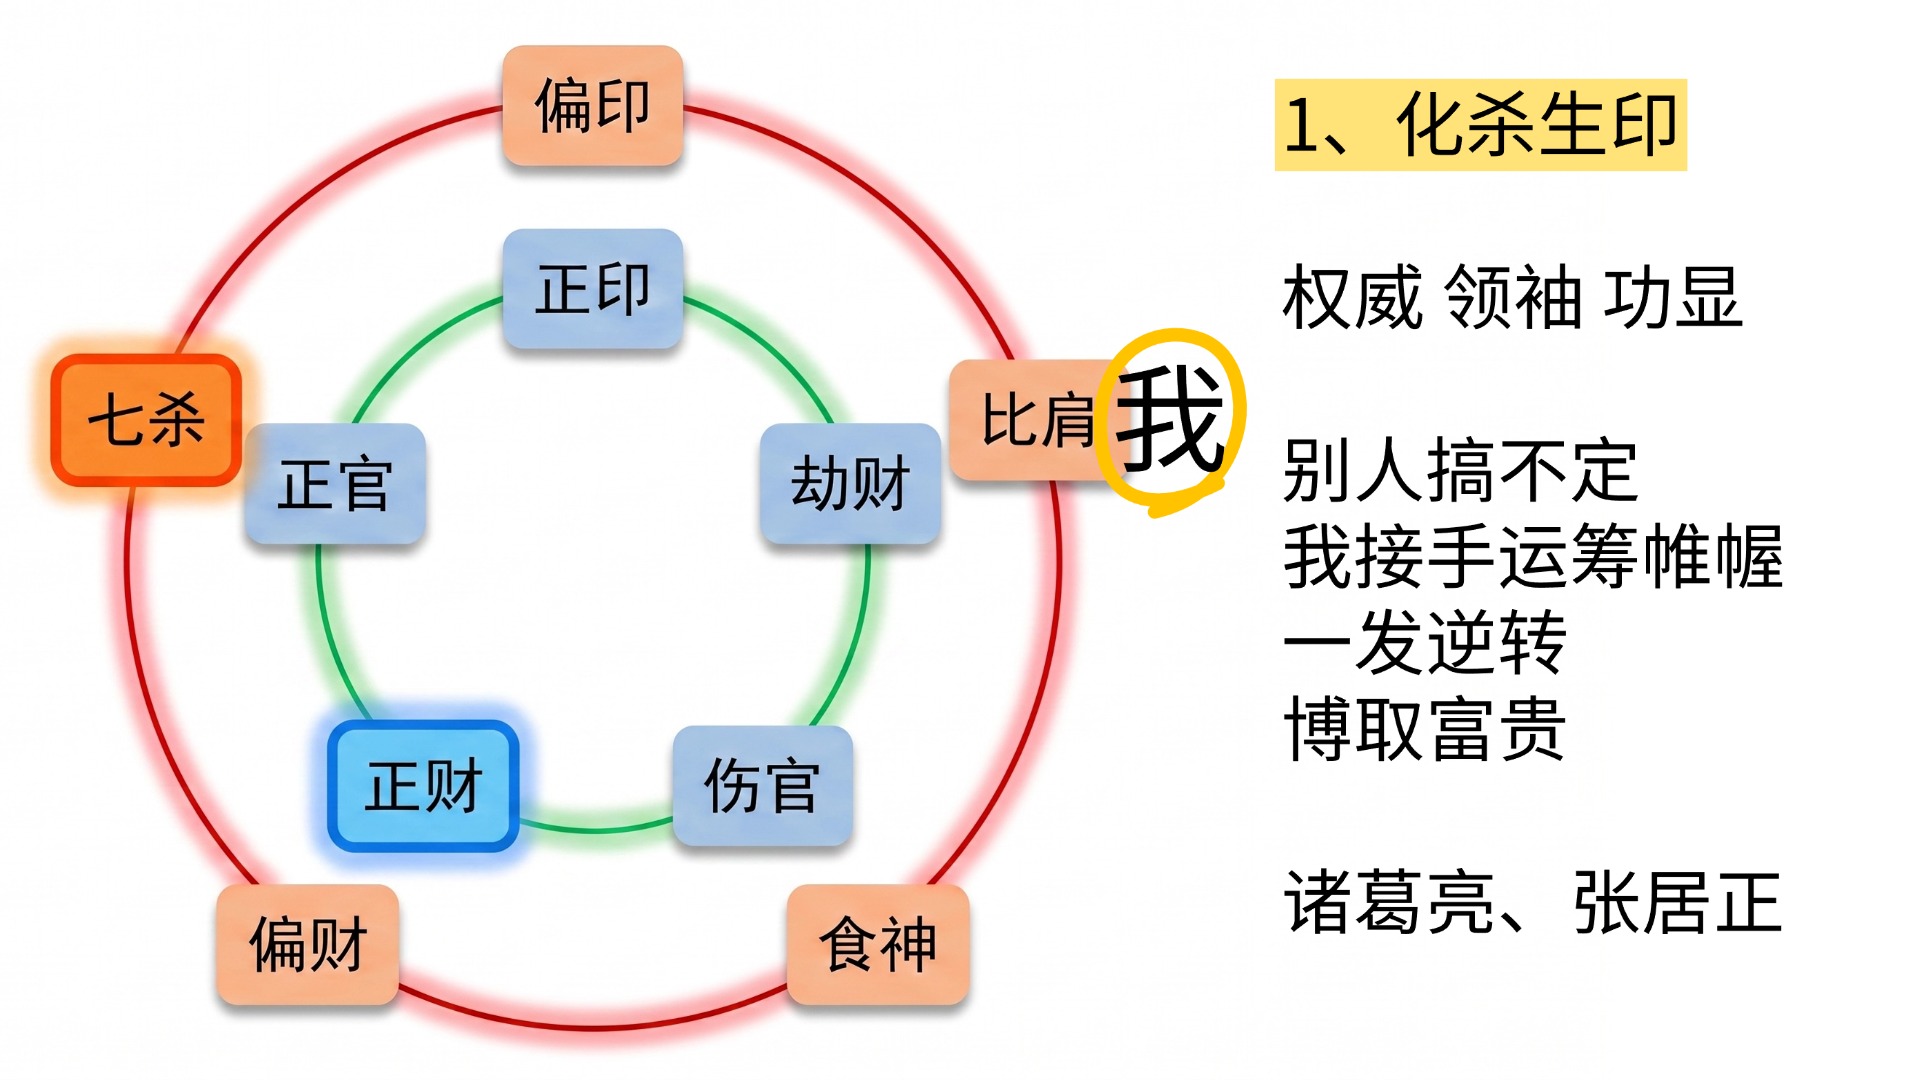 偏印
正印
七杀
正官
劫财
比肩
我
正财
伤官
偏财
食神
1、化杀生印
权威 领袖 功显
别人搞不定
我接手运筹帷幄
一发逆转
博取富贵
诸葛亮、张居正